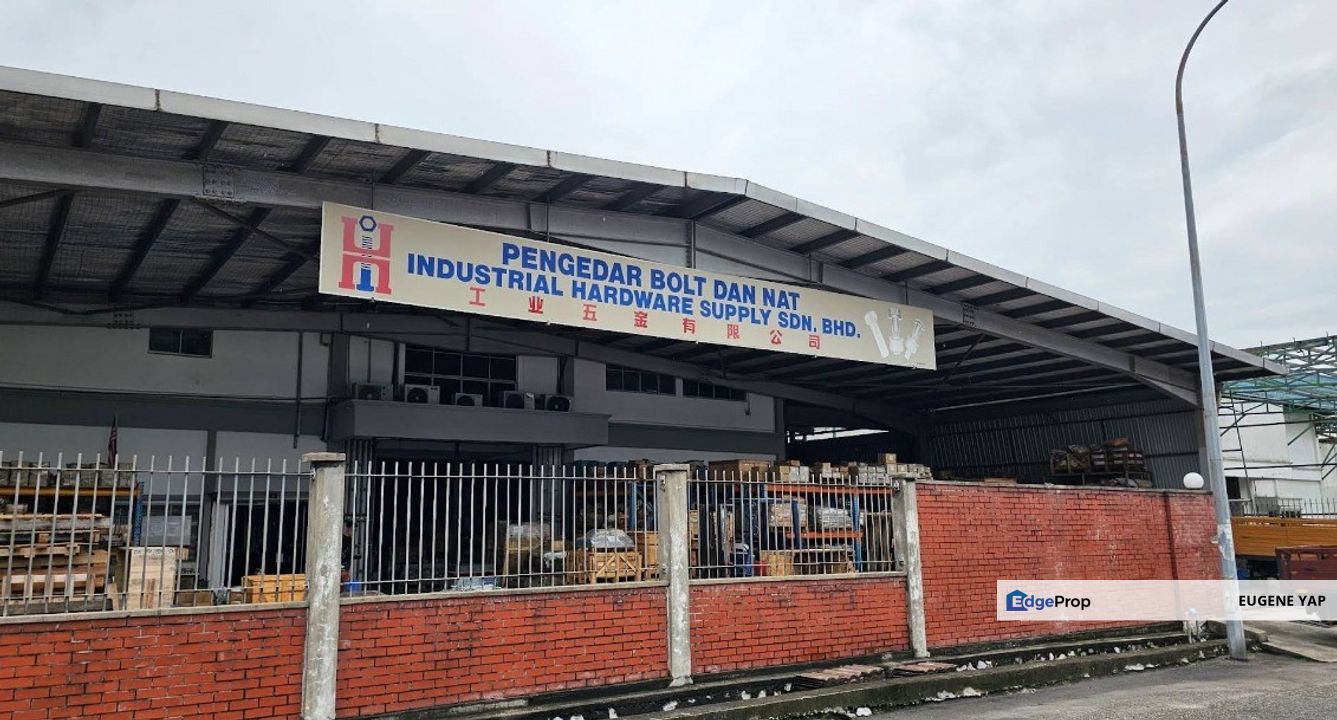 PENGEDAR BOLT DAN NAT
INDUSTRIAL HARDWARE SUPPLY SDN. BHD.
工业五金有限公司
EdgeProp
EUGENE YAP